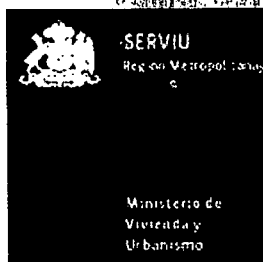 SERVIU
Región Metropolitana
Ministerio de
Vivienda y
Urbanismo